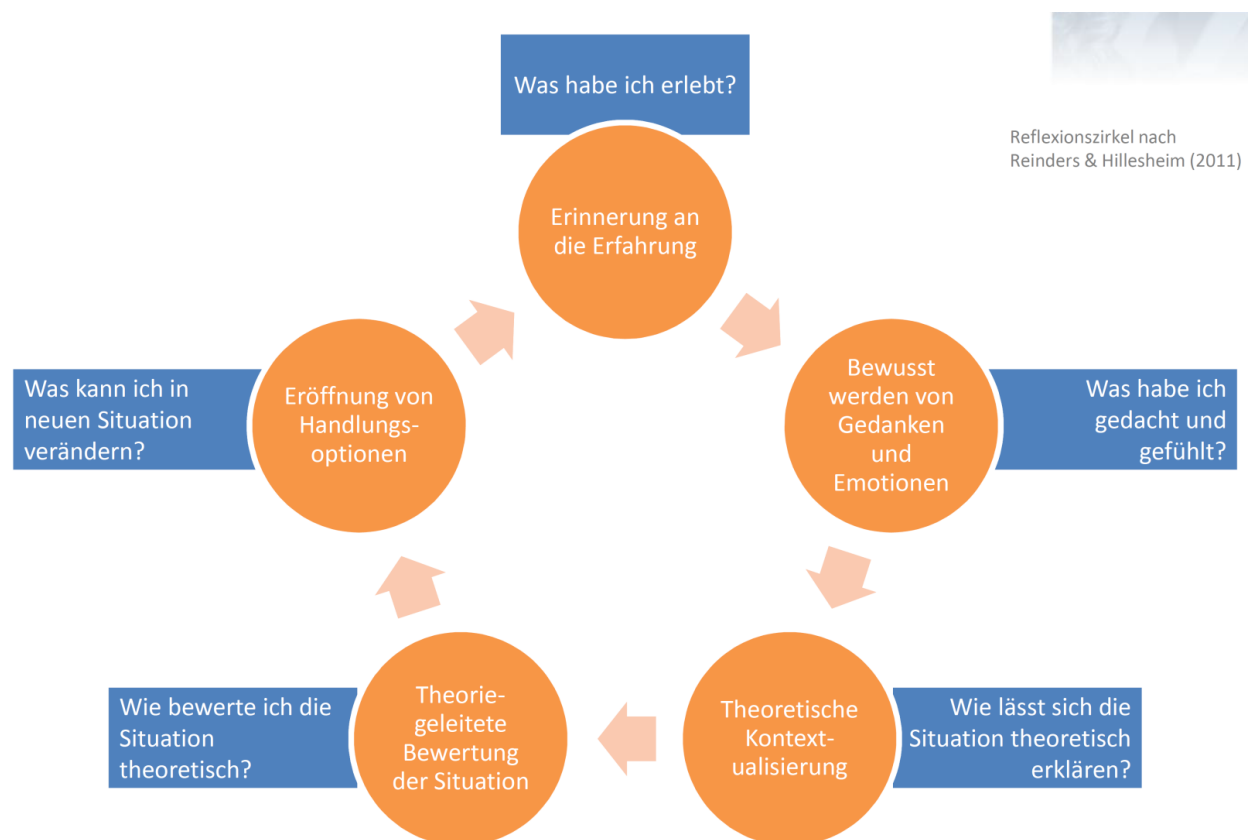 Was habe ich erlebt?
Reflexionszirkel nach
Reinders & Hillesheim (2011)
Erinnerung an
die Erfahrung
Bewusst
werden von
Gedanken
und
Emotionen
Was habe ich
gedacht und
gefühlt?
Theoretische
Kontext-
ualisierung
Wie lässt sich die
Situation theoretisch
erklären?
Theorie-
geleitete
Bewertung
der Situation
Wie bewerte ich die
Situation
theoretisch?
Eröffnung von
Handlungs-
optionen
Was kann ich in
neuen Situation
verändern?